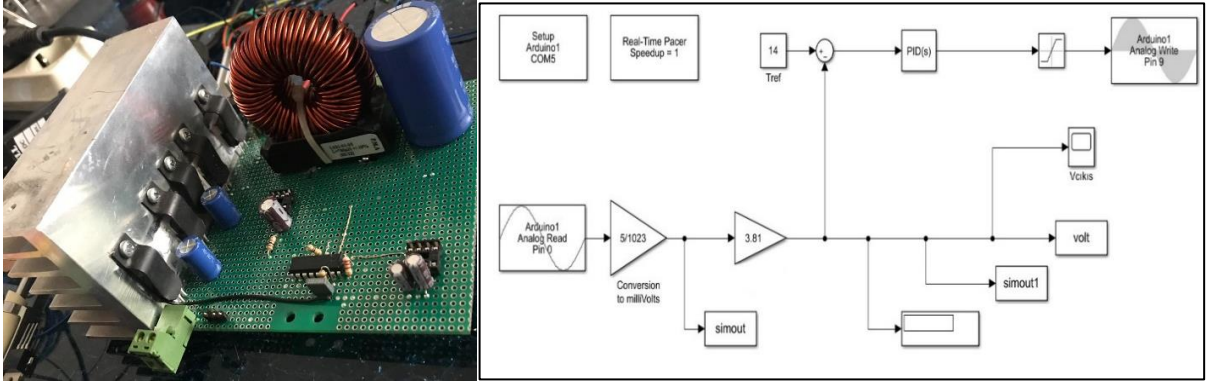 Setup
Arduino1
COM5
Real-Time Pacer
Speedup = 1
14
Tref
PID(s)
Arduino1
Analog Write
Pin 9
Vcıkıs
Arduino1
Analog Read
Pin 0
5/1023
Conversion
to milliVolts
3.81
volt
simout1
simout